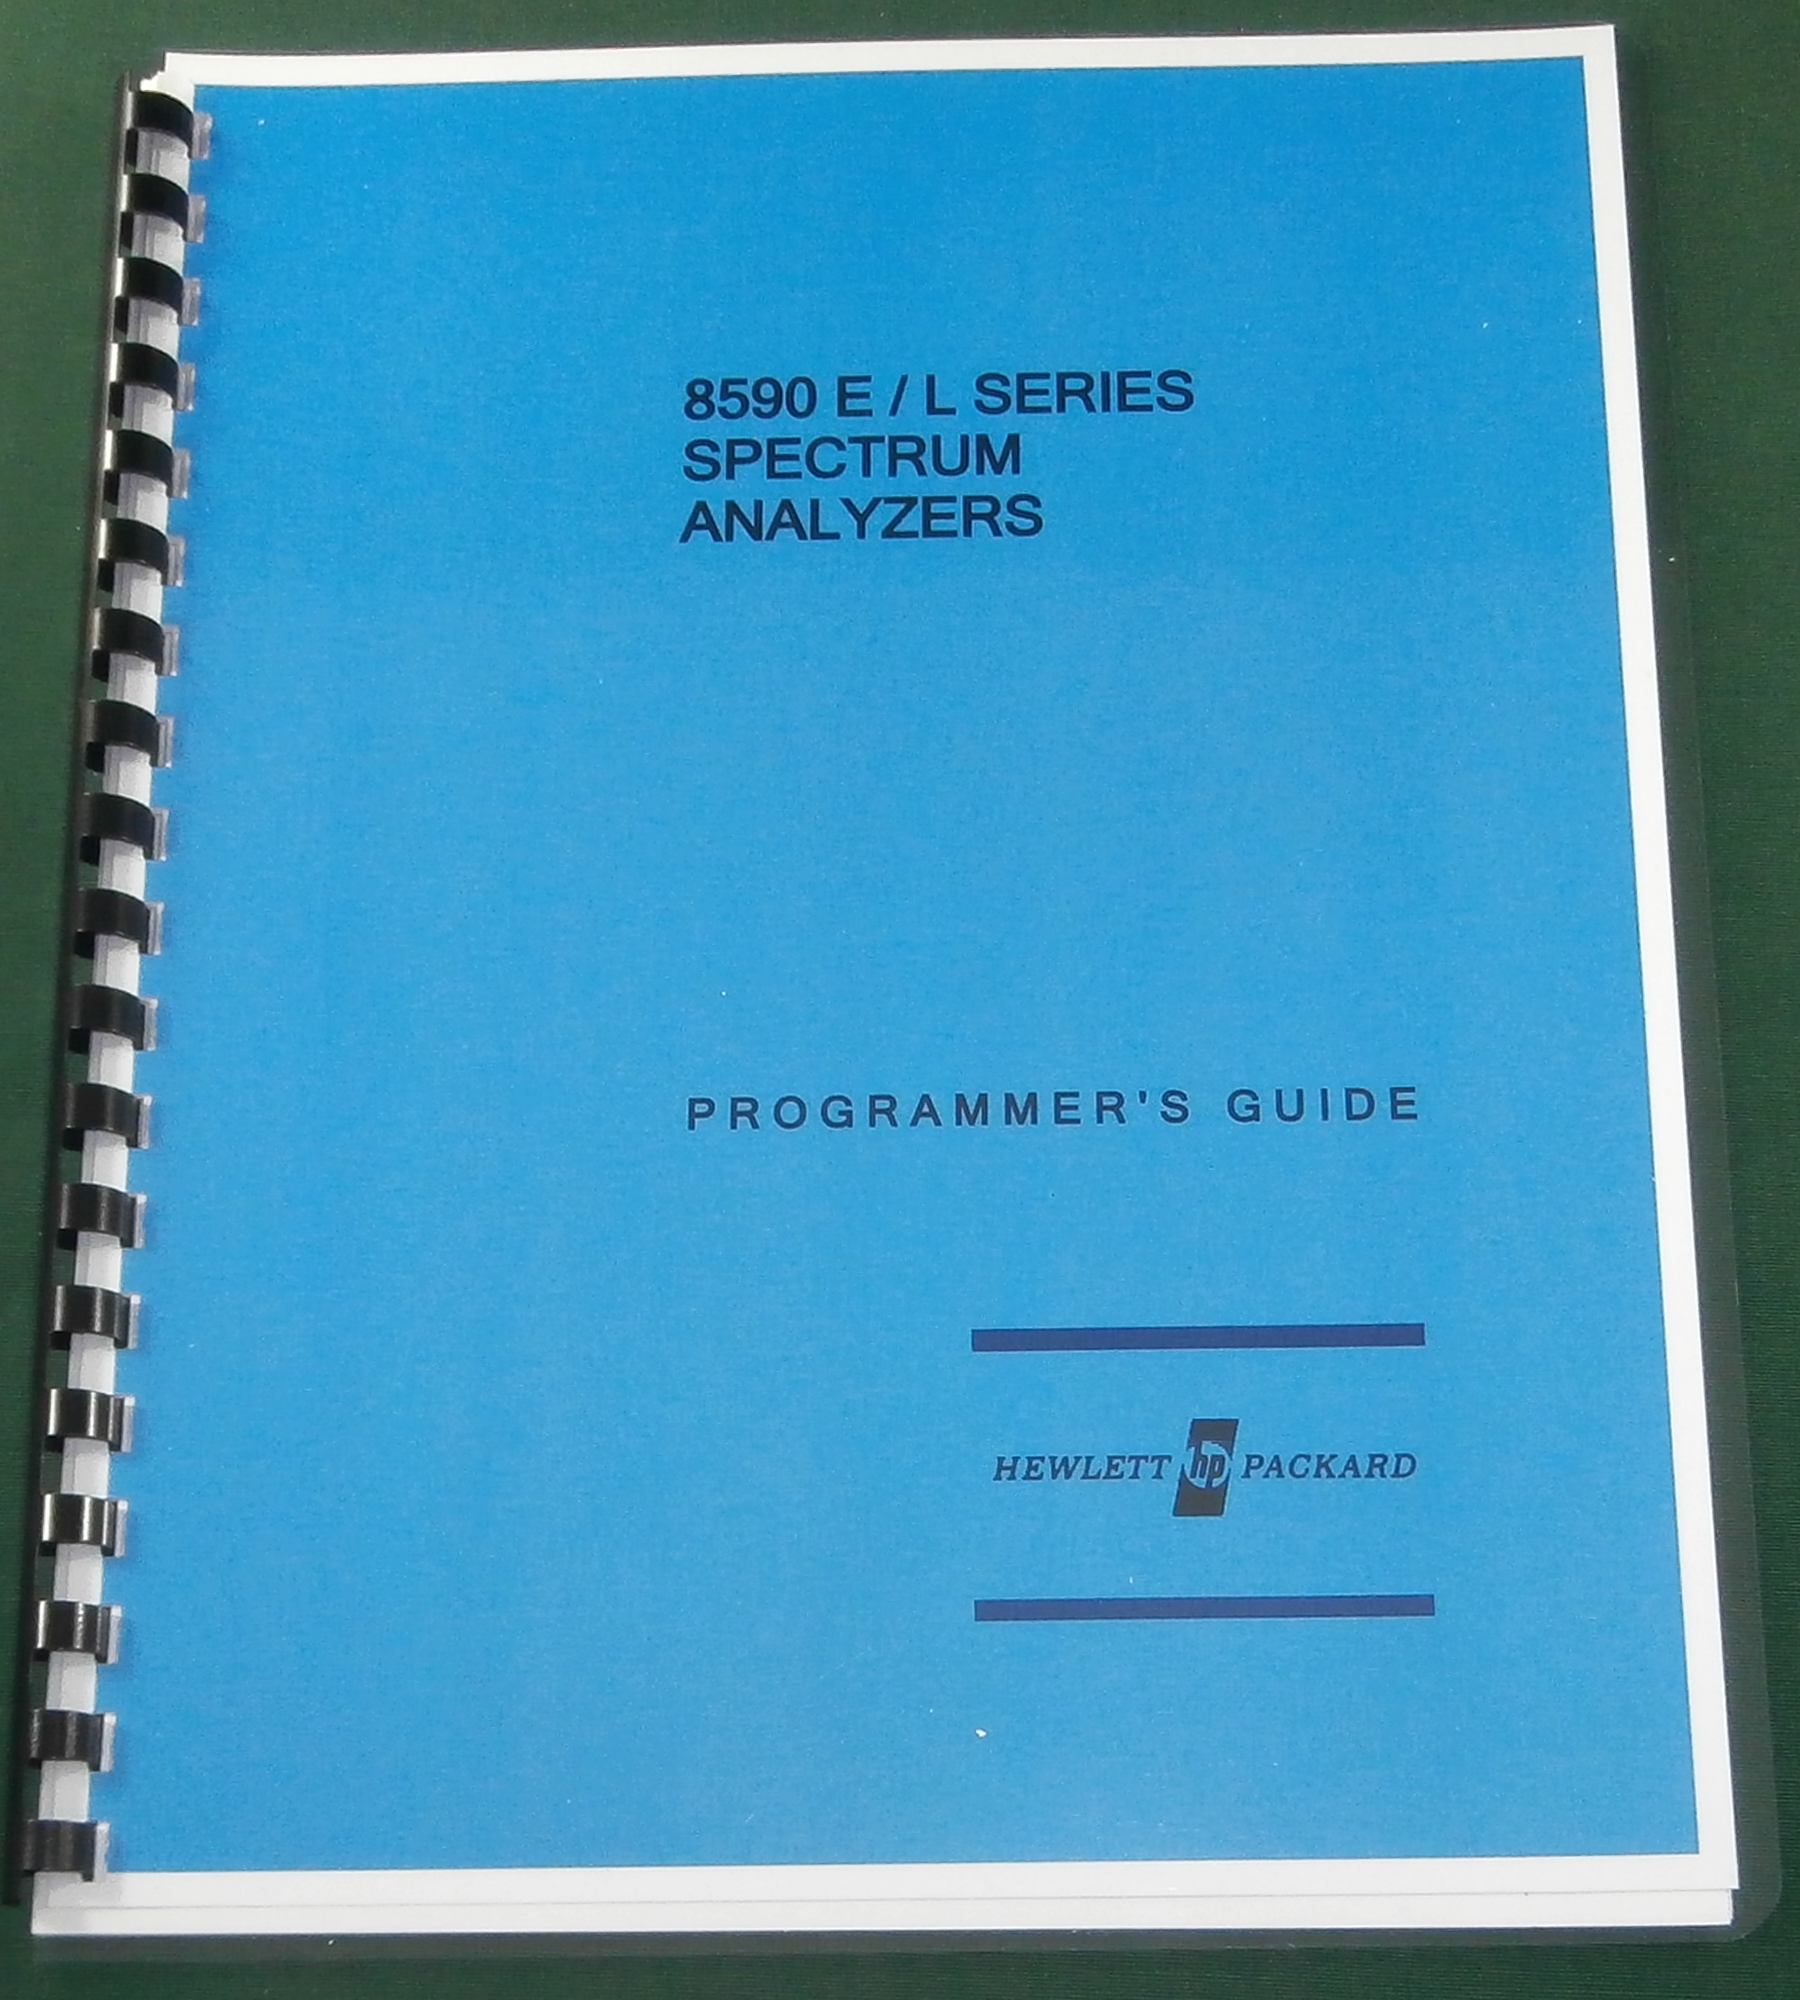 8590 E / L SERIES
SPECTRUM
ANALYZERS
PROGRAMMER'S GUIDE
HEWLETT hp PACKARD